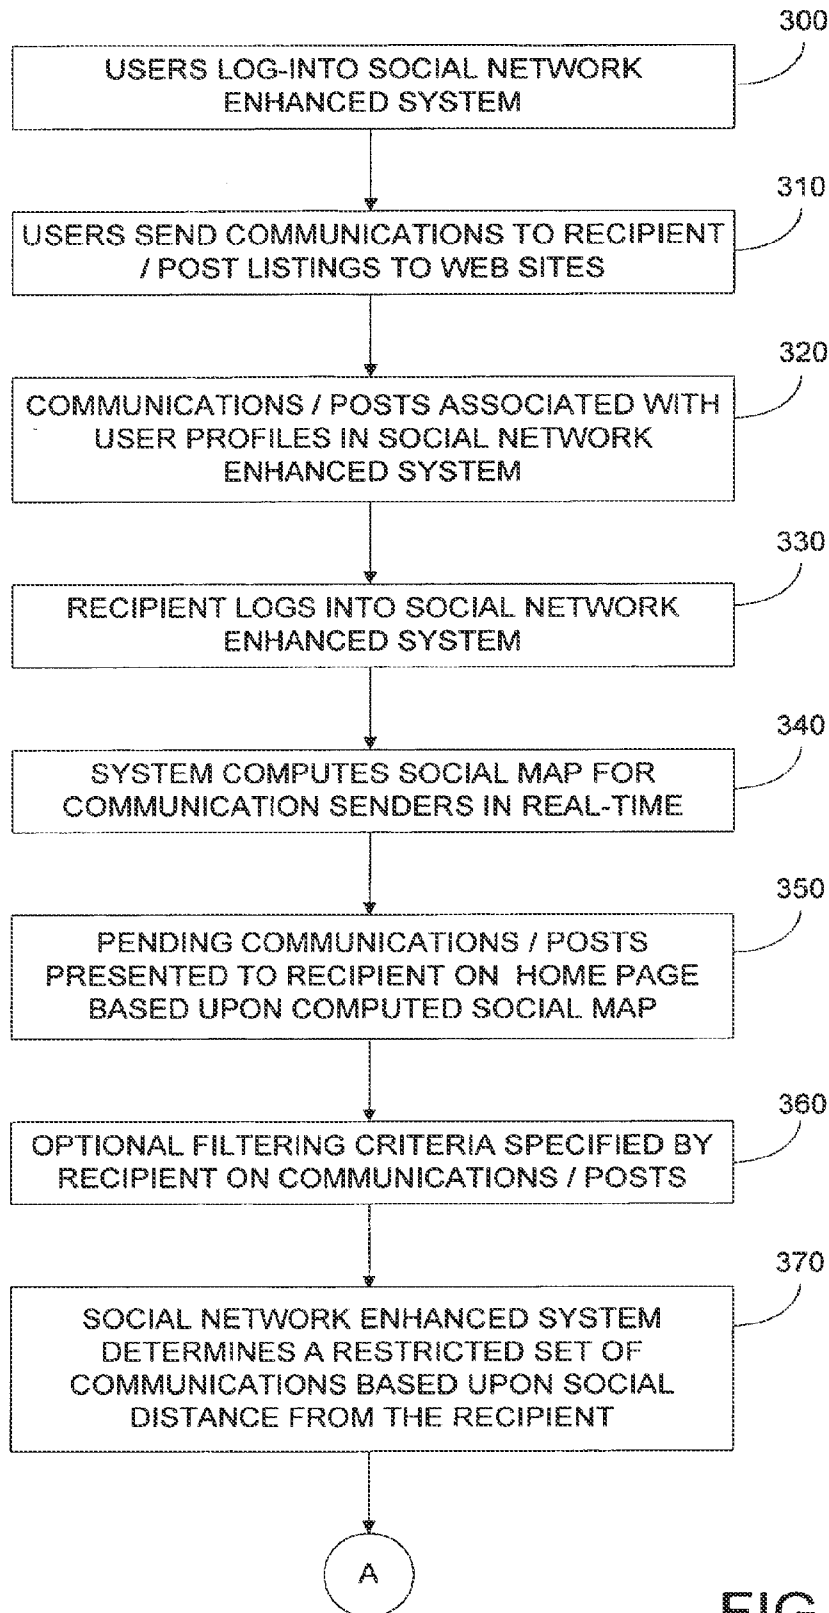 300
USERS LOG-INTO SOCIAL NETWORK
ENHANCED SYSTEM
310
USERS SEND COMMUNICATIONS TO RECIPIENT
/ POST LISTINGS TO WEB SITES
320
COMMUNICATIONS / POSTS ASSOCIATED WITH
USER PROFILES IN SOCIAL NETWORK
ENHANCED SYSTEM
330
RECIPIENT LOGS INTO SOCIAL NETWORK
ENHANCED SYSTEM
340
SYSTEM COMPUTES SOCIAL MAP FOR
COMMUNICATION SENDERS IN REAL-TIME
350
PENDING COMMUNICATIONS / POSTS
PRESENTED TO RECIPIENT ON HOME PAGE
BASED UPON COMPUTED SOCIAL MAP
360
OPTIONAL FILTERING CRITERIA SPECIFIED BY
RECIPIENT ON COMMUNICATIONS / POSTS
370
SOCIAL NETWORK ENHANCED SYSTEM
DETERMINES A RESTRICTED SET OF
COMMUNICATIONS BASED UPON SOCIAL
DISTANCE FROM THE RECIPIENT
A
FIG